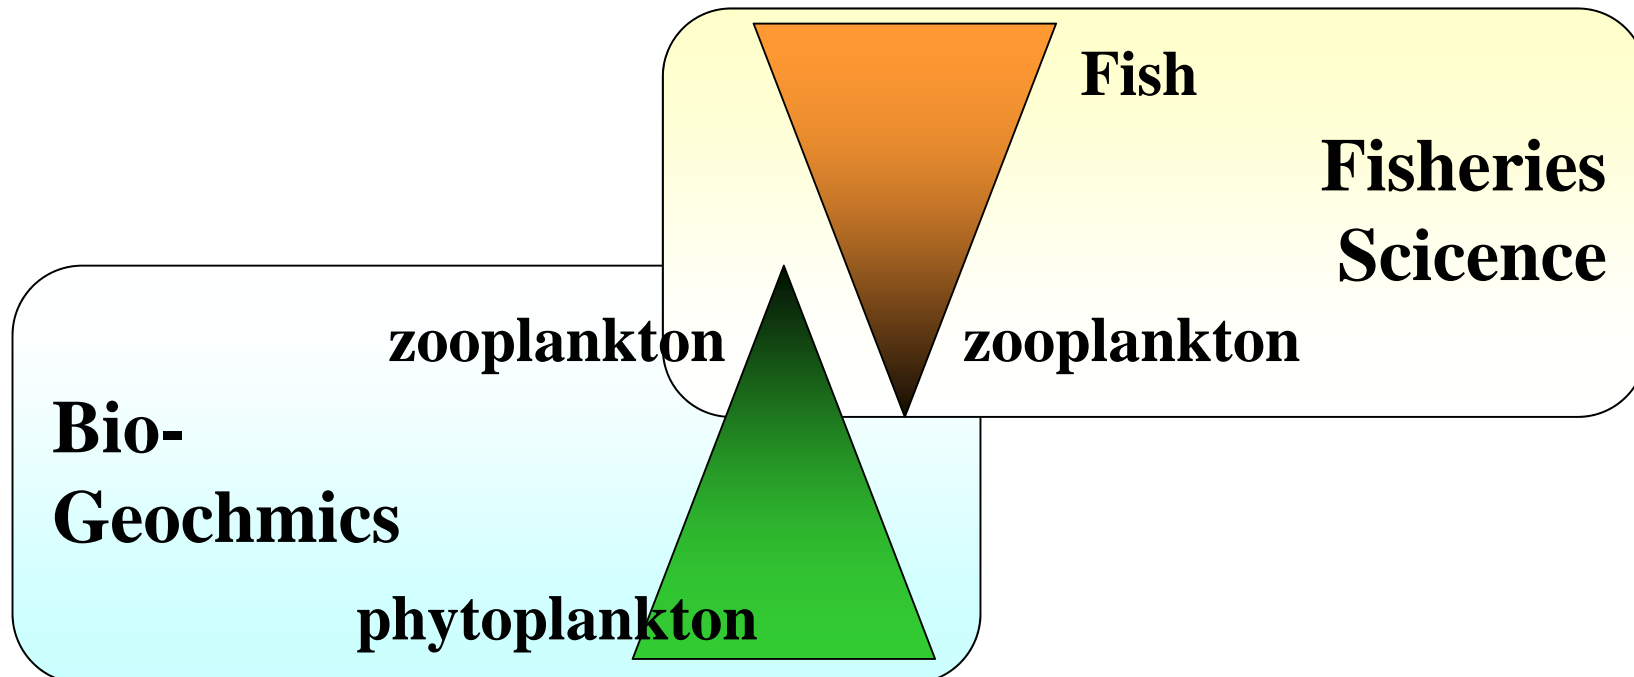 Fish
Fisheries
Scicence
zooplankton
zooplankton
Bio-
Geochmics
phytoplankton